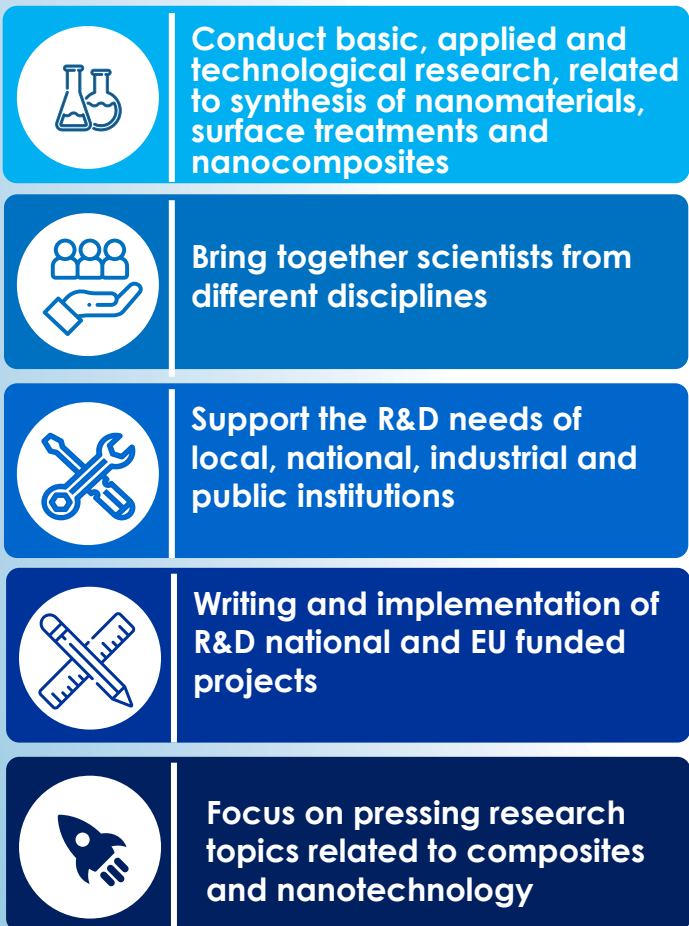 Conduct basic, applied and
technological research, related
to synthesis of nanomaterials,
surface treatments and
nanocomposites
Bring together scientists from
different disciplines
Support the R&D needs of
local, national, industrial and
public institutions
Writing and implementation of
R&D national and EU funded
projects
Focus on pressing research
topics related to composites
and nanotechnology